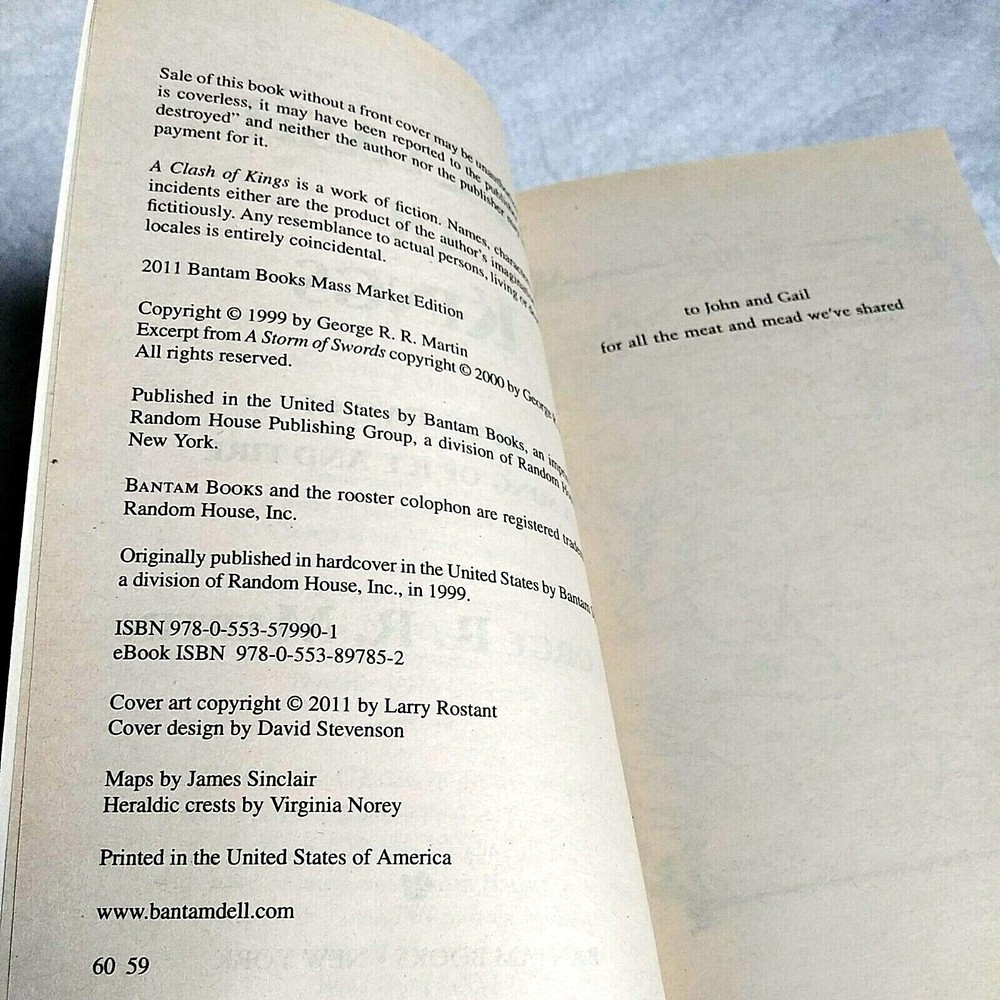 Sale of this book without a front cover may be
is coverless, it may have been reported to the
destroyed" and neither the author nor the publisher
payment for it.
A Clash of Kings is a work of fiction. Names,
incidents either are the product of the author's
fictitiously. Any resemblance to actual persons, living or
locales is entirely coincidental.
2011 Bantam Books Mass Market Edition
Copyright © 1999 by George R. R. Martin
Excerpt from A Storm of Swords copyright © 2000 by George
All rights reserved.
Published in the United States by Bantam Books, an
Random House Publishing Group, a division of Random
New York.
BANTAM BOOKS and the rooster colophon are registered
Random House, Inc.
Originally published in hardcover in the United States by Bantam
a division of Random House, Inc., in 1999.
ISBN 978-0-553-57990-1
eBook ISBN 978-0-553-89785-2
Cover art copyright © 2011 by Larry Rostant
Cover design by David Stevenson
Maps by James Sinclair
Heraldic crests by Virginia Norey
Printed in the United States of America
www.bantamdell.com
60 59
to John and Gail
for all the meat and mead we've shared